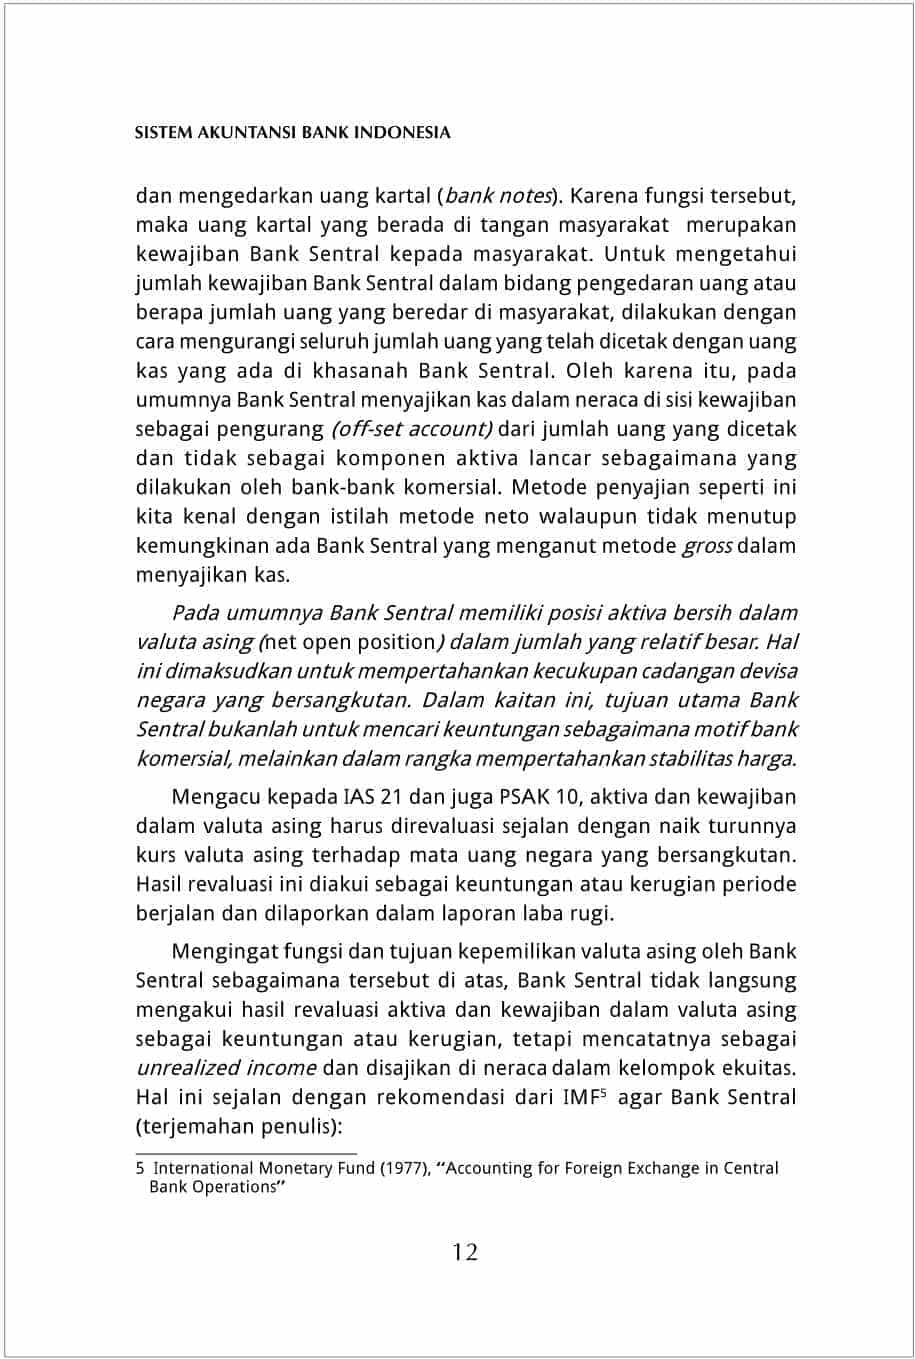 SISTEM AKUNTANSI BANK INDONESIA
dan mengedarkan uang kartal (bank notes). Karena fungsi tersebut,
maka uang kartal yang berada di tangan masyarakat merupakan
kewajiban Bank Sentral kepada masyarakat. Untuk mengetahui
jumlah kewajiban Bank Sentral dalam bidang pengedaran uang atau
berapa jumlah uang yang beredar di masyarakat, dilakukan dengan
cara mengurangi seluruh jumlah uang yang telah dicetak dengan uang
kas yang ada di khasanah Bank Sentral. Oleh karena itu, pada
umumnya Bank Sentral menyajikan kas dalam neraca di sisi kewajiban
sebagai pengurang (off-set account) dari jumlah uang yang dicetak
dan tidak sebagai komponen aktiva lancar sebagaimana yang
dilakukan oleh bank-bank komersial. Metode penyajian seperti ini
kita kenal dengan istilah metode neto walaupun tidak menutup
kemungkinan ada Bank Sentral yang menganut metode gross dalam
menyajikan kas.
Pada umumnya Bank Sentral memiliki posisi aktiva bersih dalam
valuta asing (net open position) dalam jumlah yang relatif besar. Hal
ini dimaksudkan untuk mempertahankan kecukupan cadangan devisa
negara yang bersangkutan. Dalam kaitan ini, tujuan utama Bank
Sentral bukanlah untuk mencari keuntungan sebagaimana motif bank
komersial, melainkan dalam rangka mempertahankan stabilitas harga.
Mengacu kepada IAS 21 dan juga PSAK 10, aktiva dan kewajiban
dalam valuta asing harus direvaluasi sejalan dengan naik turunnya
kurs valuta asing terhadap mata uang negara yang bersangkutan.
Hasil revaluasi ini diakui sebagai keuntungan atau kerugian periode
berjalan dan dilaporkan dalam laporan laba rugi.
Mengingat fungsi dan tujuan kepemilikan valuta asing oleh Bank
Sentral sebagaimana tersebut di atas, Bank Sentral tidak langsung
mengakui hasil revaluasi aktiva dan kewajiban dalam valuta asing
sebagai keuntungan atau kerugian, tetapi mencatatnya sebagai
unrealized income dan disajikan di neraca dalam kelompok ekuitas.
Hal ini sejalan dengan rekomendasi dari IMF⁵ agar Bank Sentral
(terjemahan penulis):
5 International Monetary Fund (1977), “Accounting for Foreign Exchange in Central
Bank Operations”
12